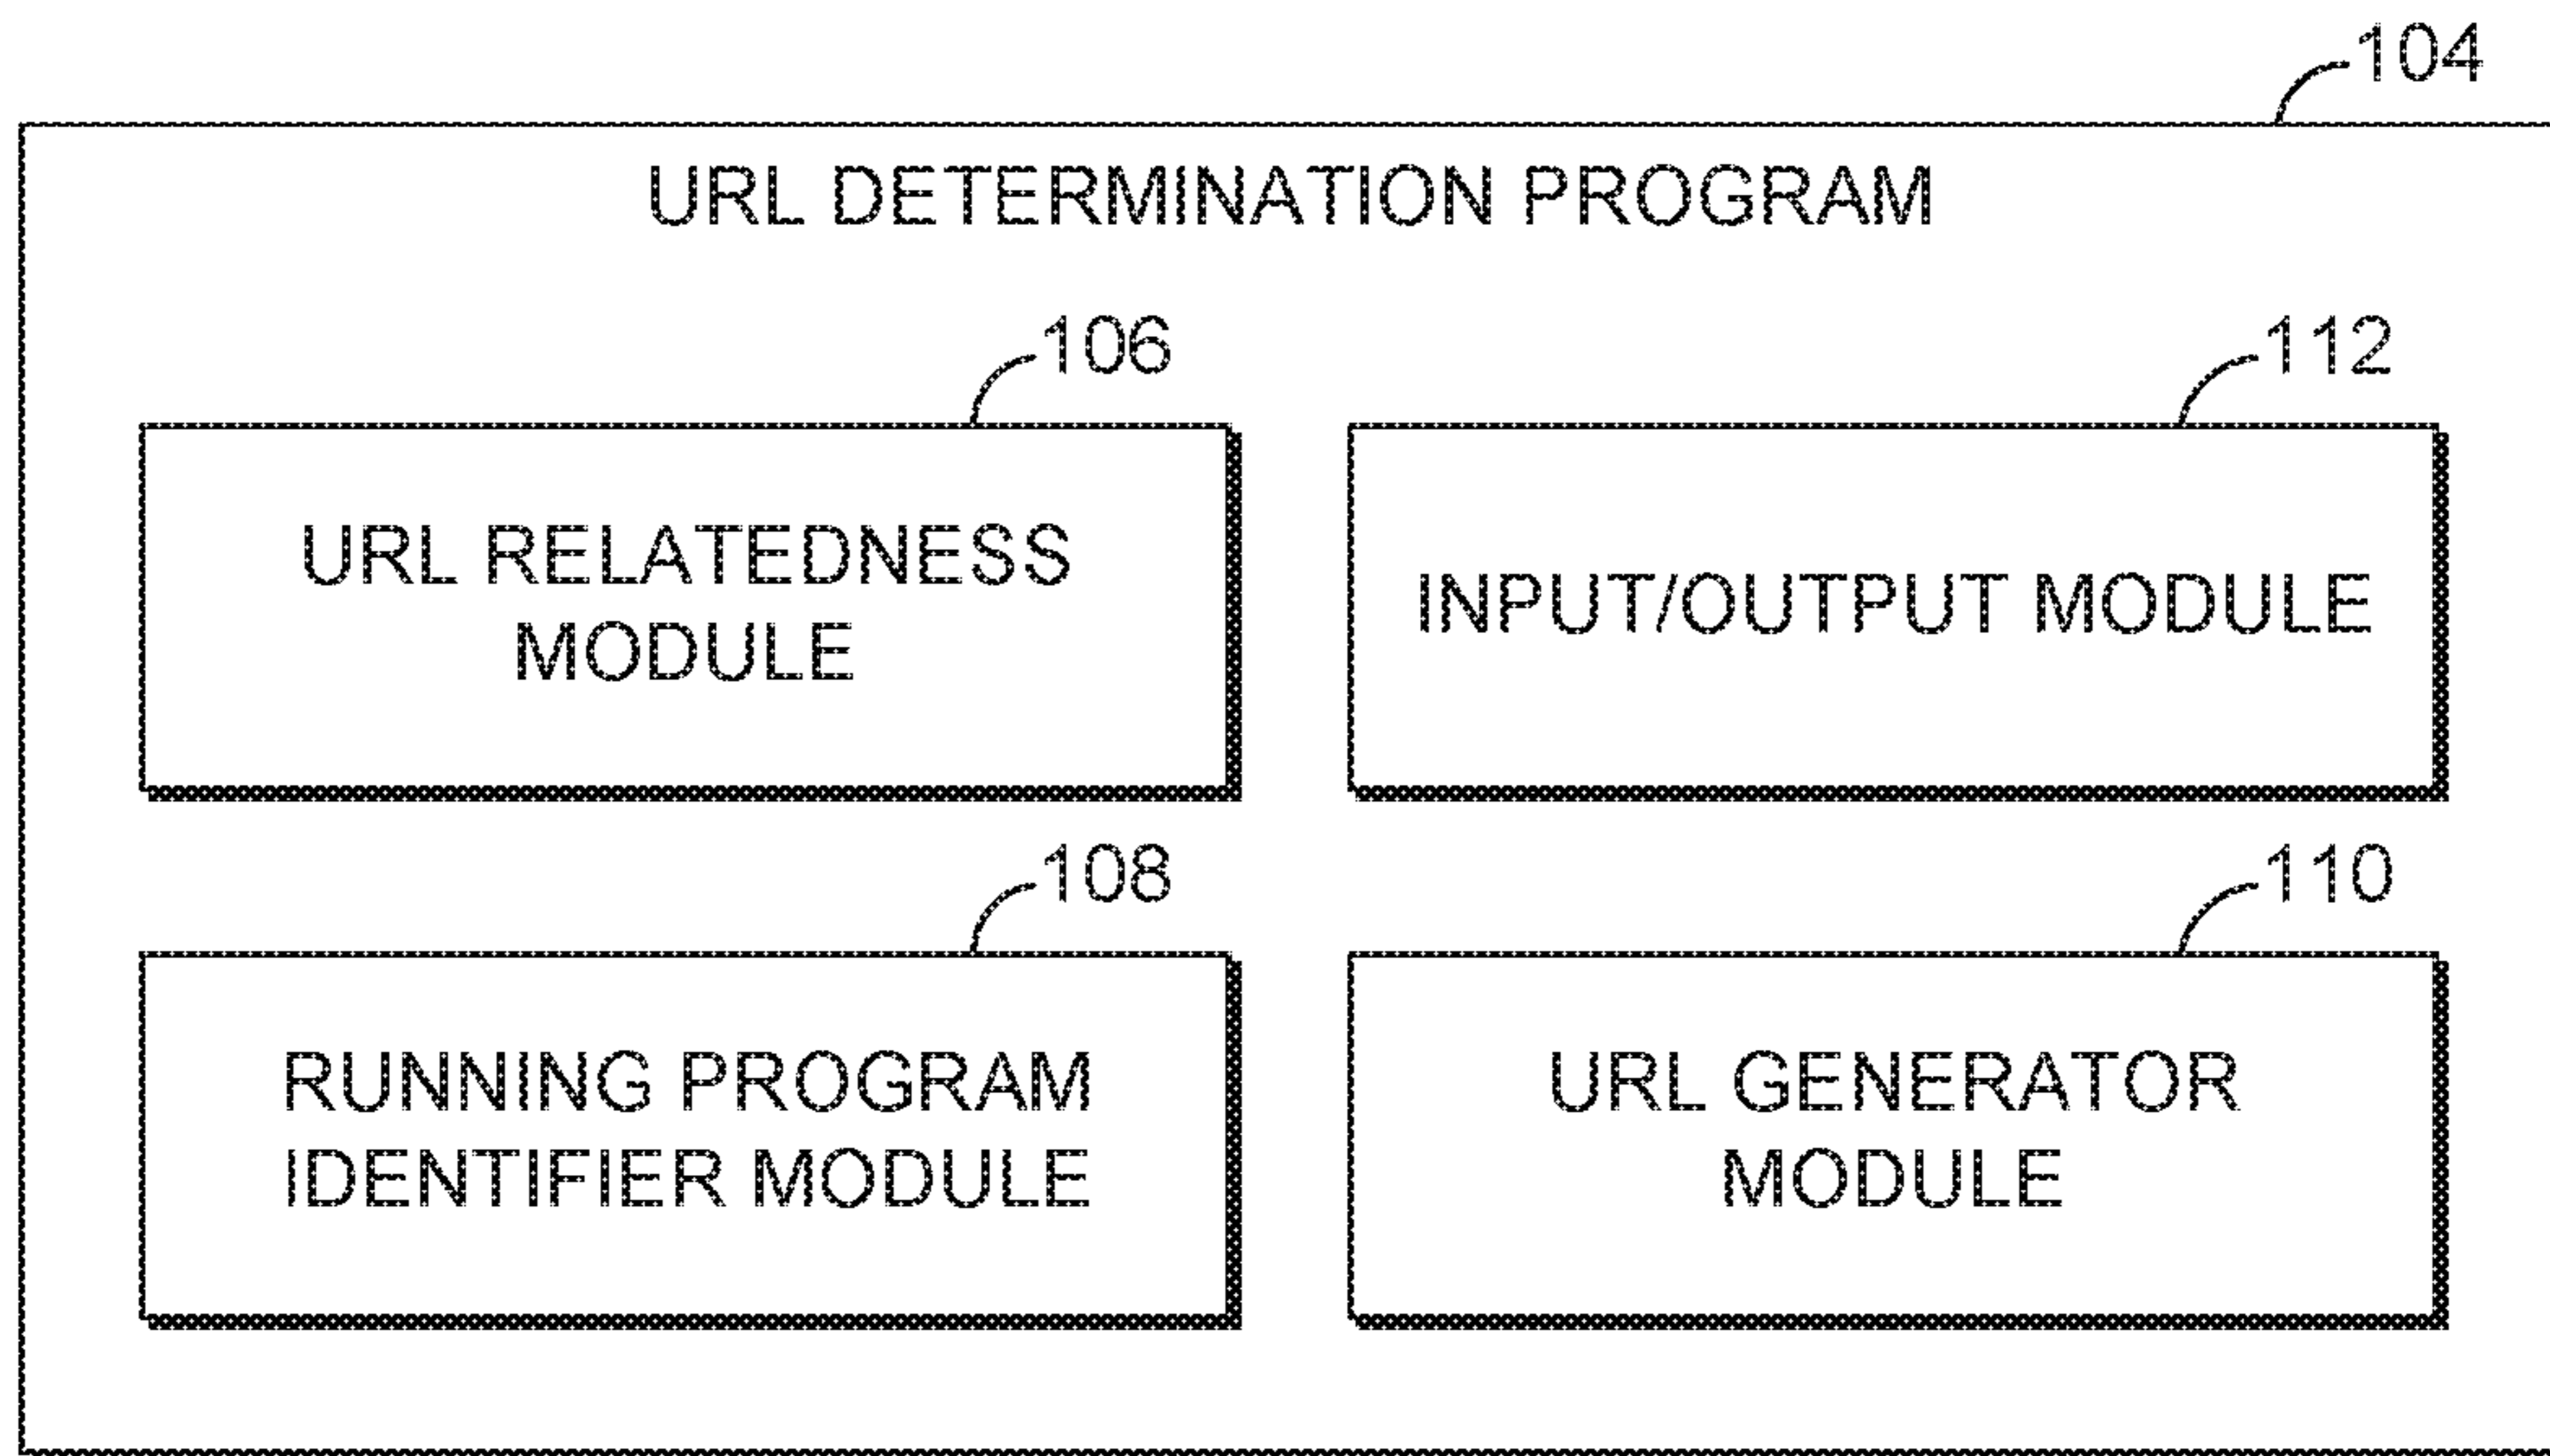 104
URL DETERMINATION PROGRAM
106
URL RELATEDNESS
MODULE
112
INPUT/OUTPUT MODULE
108
RUNNING PROGRAM
IDENTIFIER MODULE
110
URL GENERATOR
MODULE